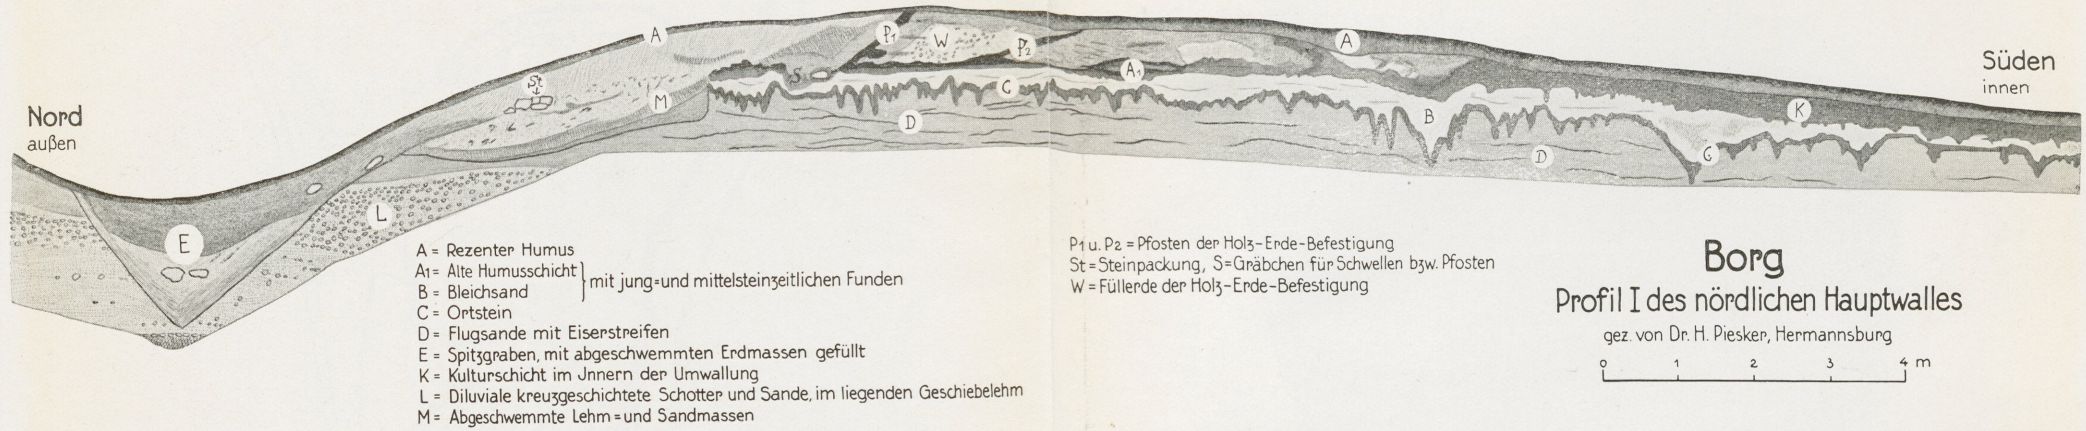 Nord
außen
Süden
innen
A
P1
W
P2
A
St
S
A1
M
C
D
B
K
D
C
L
E
A = Rezenter Humus
A1 = Alte Humusschicht
B = Bleichsand
} mit jung=und mittelsteinzeitlichen Funden
C = Ortstein
D = Flugsande mit Eiserstreifen
E = Spitzgraben, mit abgeschwemmten Erdmassen gefüllt
K = Kulturschicht im Jnnern der Umwallung
L = Diluviale kreuzgeschichtete Schotter und Sande, im liegenden Geschiebelehm
M = Abgeschwemmte Lehm=und Sandmassen
P1 u. P2 = Pfosten der Holz-Erde-Befestigung
St = Steinpackung, S = Gräbchen für Schwellen bzw. Pfosten
W = Füllerde der Holz-Erde-Befestigung
Borg
Profil I des nördlichen Hauptwalles
gez. von Dr. H. Piesker, Hermannsburg
0 1 2 3 4 m